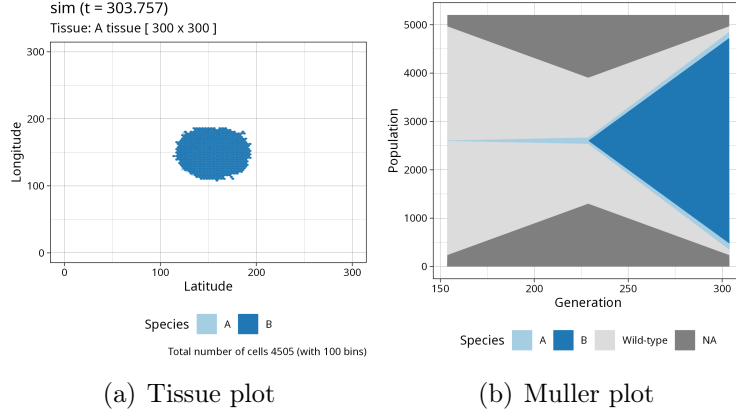 sim (t = 303.757)
Tissue: A tissue [ 300 x 300 ]
300
200
100
0
Longitude
0
100
200
300
Latitude
Species A B
Total number of cells 4505 (with 100 bins)
(a) Tissue plot
5000
4000
3000
2000
1000
0
Population
150
200
250
300
Generation
Species A B Wild-type NA
(b) Muller plot